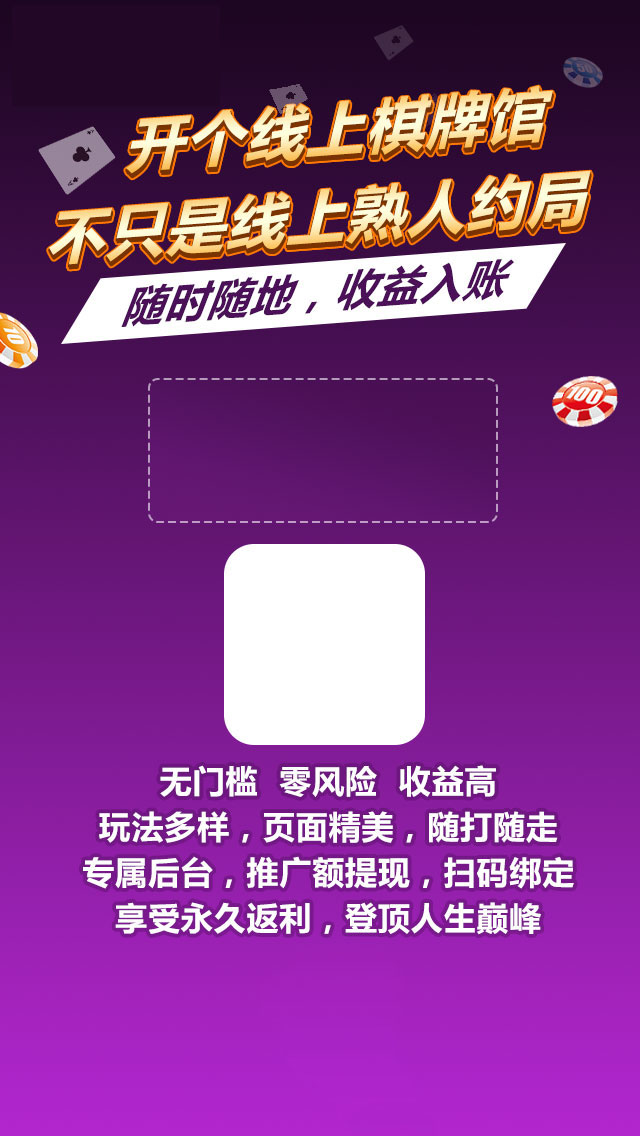 开个线上棋牌馆
不只是线上熟人约局
随时随地，收益入账
10
50
100
无门槛 零风险 收益高
玩法多样，页面精美，随打随走
专属后台，推广额提现，扫码绑定
享受永久返利，登顶人生巅峰